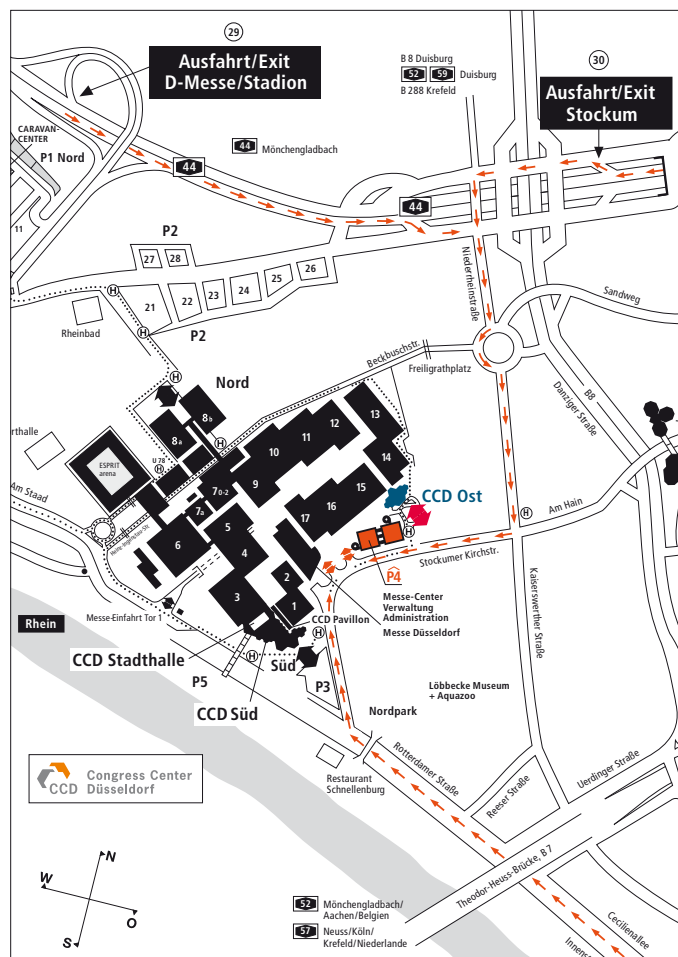 29
Ausfahrt/Exit
D-Messe/Stadion
B 8 Duisburg
52
59
Duisburg
B 288 Krefeld
30
Ausfahrt/Exit
Stockum
CARAVAN-
CENTER
P1 Nord
11
44
Mönchengladbach
44
44
P2
27
28
21
22
23
24
25
26
P2
H
H
H
Rheinbad
Niederrheinstraße
Sandweg
Beckbuschstr.
Freiligrathplatz
Danziger Straße
B8
Nord
8b
8a
U 78
H
H
ESPRIT
arena
Am Staad
13
12
11
10
9
14
15
16
17
7 0-2
7a
6
5
4
3
2
1
CCD Ost
H
H
Am Hain
Stockumer Kirchstr.
P4
Messe-Center
Verwaltung
Administration
Messe Düsseldorf
Kaiserswerther Straße
Messe-Einfahrt Tor 1
CCD Pavillon
H
H
Rhein
CCD Stadthalle
Süd
P5
CCD Süd
P3
Löbbecke Museum
+ Aquazoo
Nordpark
Rotterdamer Straße
Reeser Straße
Uerdinger Straße
Restaurant
Schnellenburg
CCD
Congress Center
Düsseldorf
N
W
O
S
Theodor-Heuss-Brücke, B 7
52
Mönchengladbach/
Aachen/Belgien
57
Neuss/Köln/
Krefeld/Niederlande
Cecilienallee